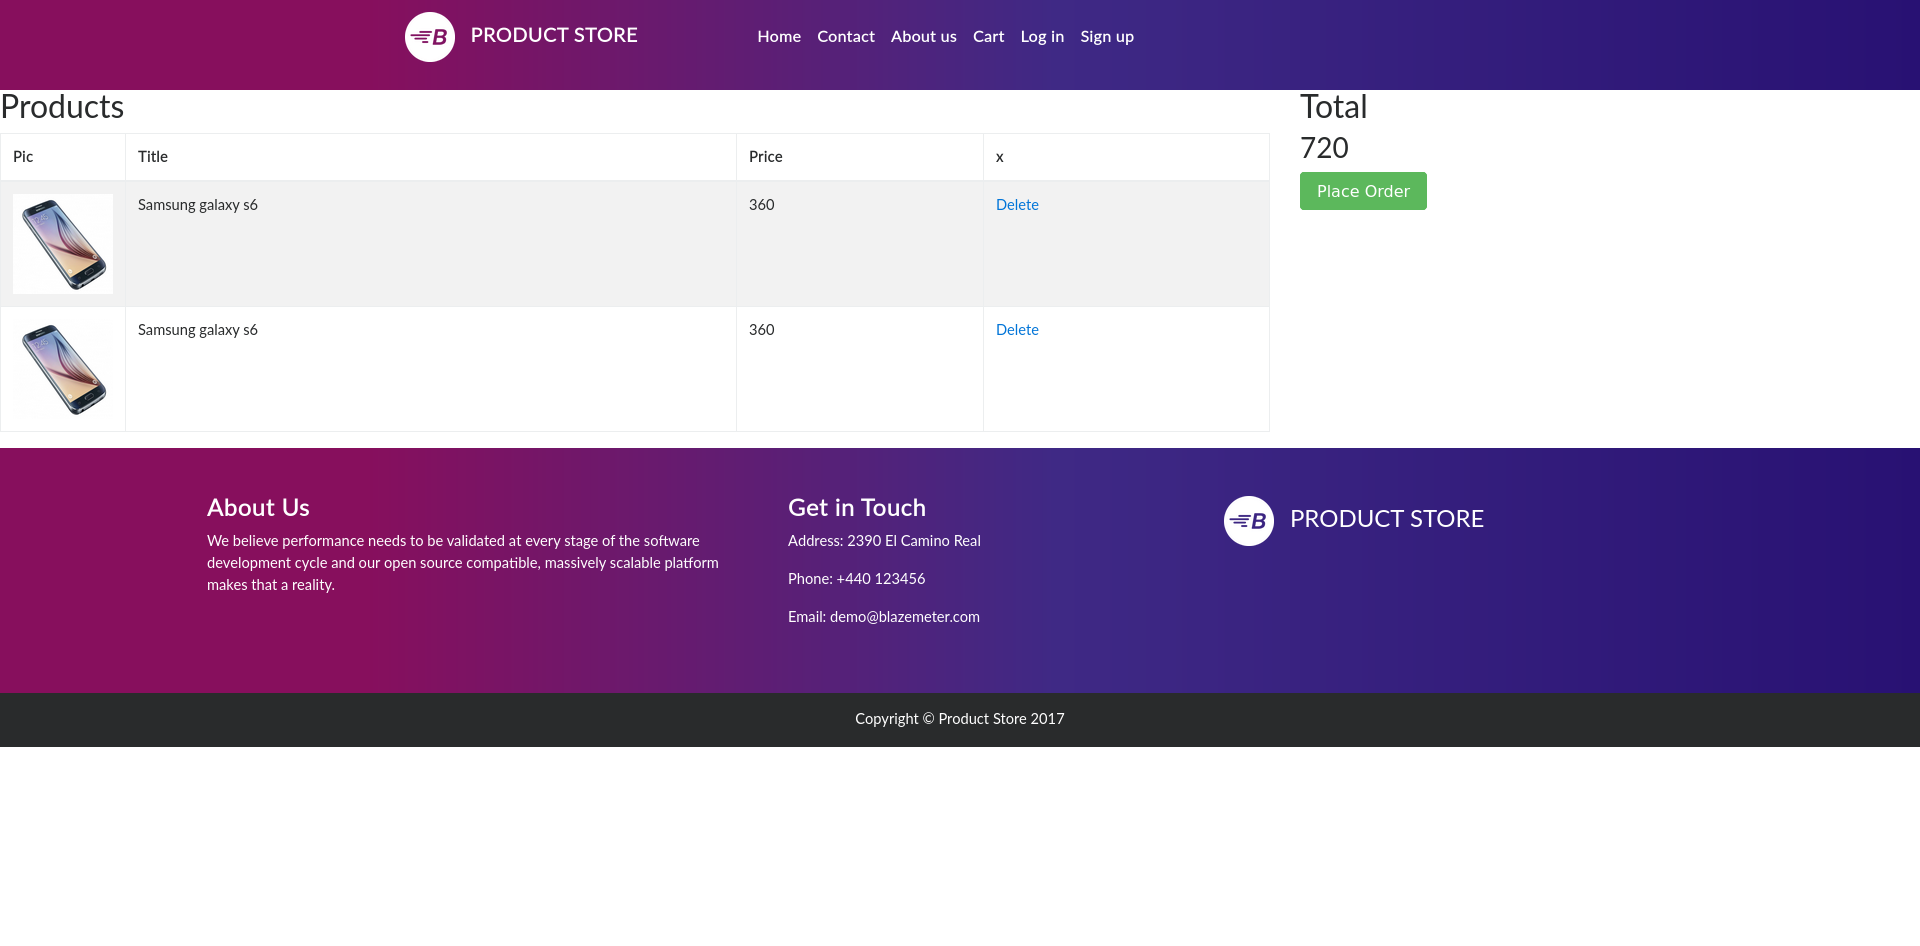 B PRODUCT STORE
Home Contact About us Cart Log in Sign up
Products
Pic Title Price x
Samsung galaxy s6 360 Delete
Samsung galaxy s6 360 Delete
Total
720
Place Order
About Us
We believe performance needs to be validated at every stage of the software
development cycle and our open source compatible, massively scalable platform
makes that a reality.
Get in Touch
Address: 2390 El Camino Real
Phone: +440 123456
Email: demo@blazemeter.com
B PRODUCT STORE
Copyright © Product Store 2017